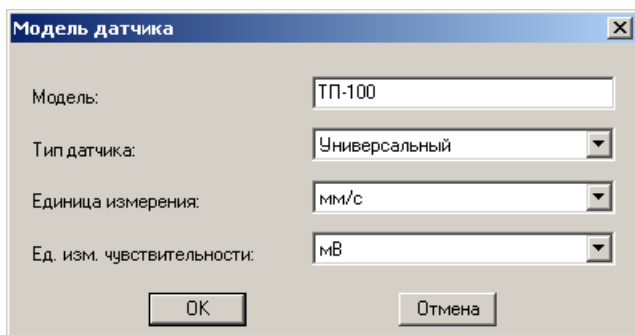 Модель датчика
Модель: ТП-100
Тип датчика: Универсальный
Единица измерения: мм/с
Ед. изм. чувствительности: мВ
OK Отмена